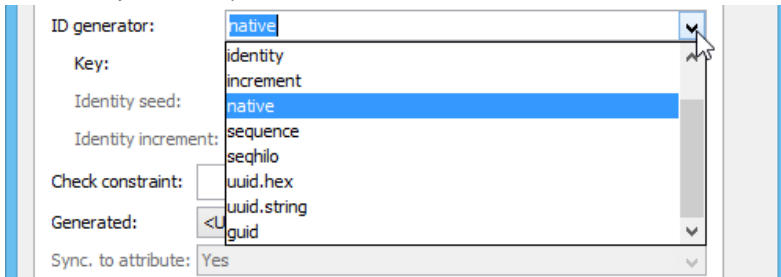 ID generator: native
Key:
identity
increment
Identity seed:
native
Identity increment:
sequence
seqhilo
Check constraint:
uuid.hex
uuid.string
Generated: <U
guid
Sync. to attribute: Yes